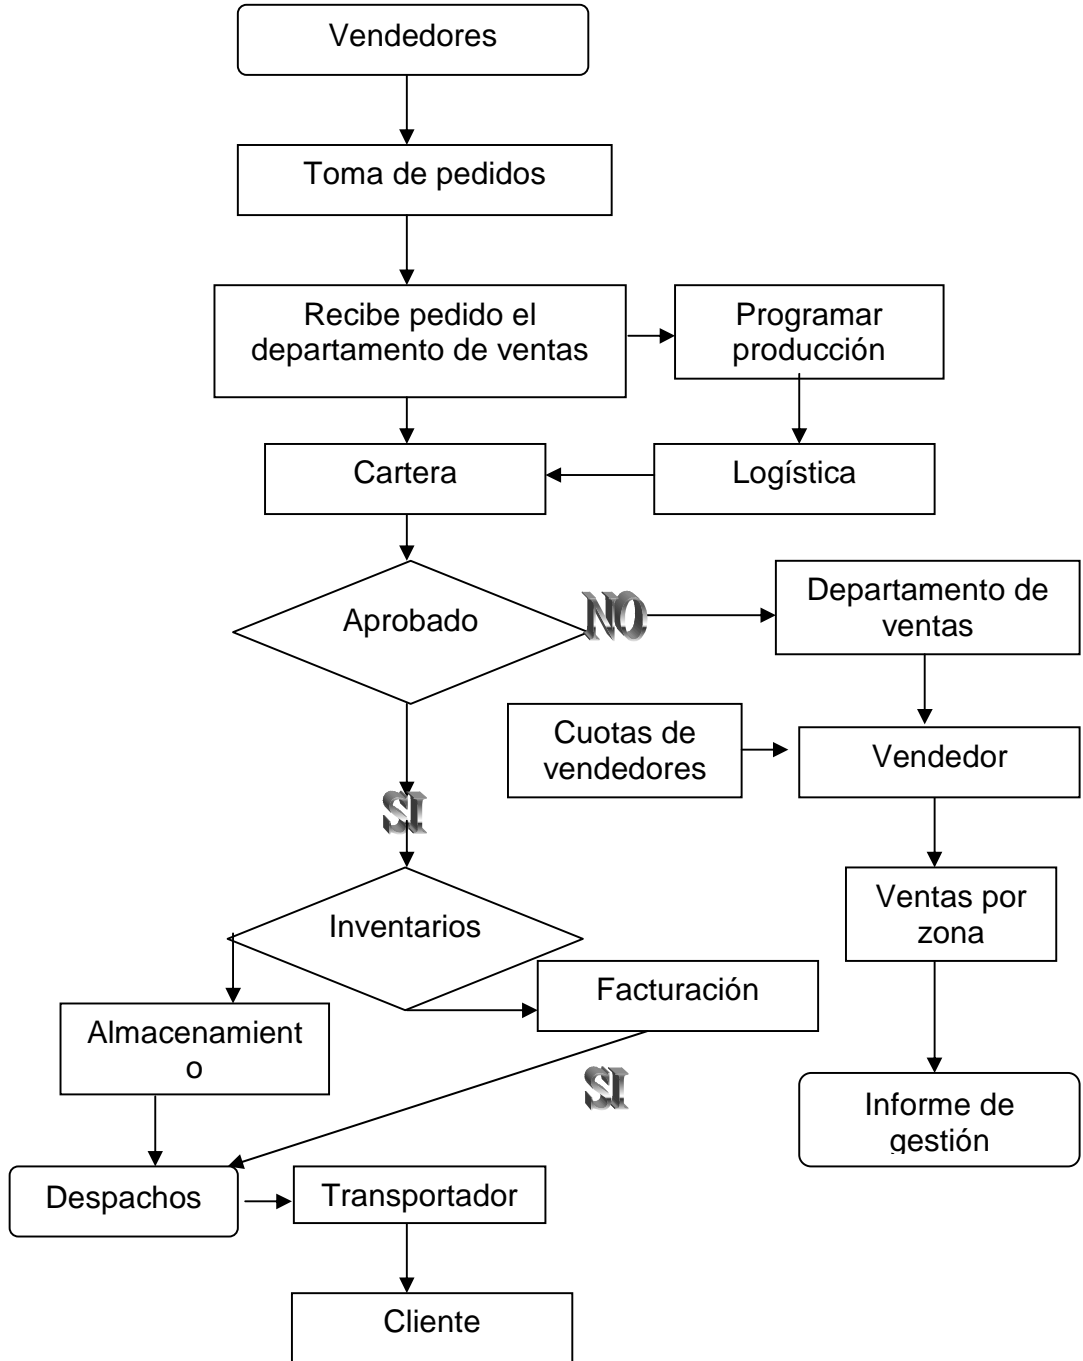 Vendedores
Toma de pedidos
Recibe pedido el
departamento de ventas
Programar
producción
Cartera
Logística
Aprobado
NO
Departamento de
ventas
Cuotas de
vendedores
Vendedor
SI
Inventarios
Ventas por
zona
Facturación
Almacenamient
o
SI
Informe de
gestión
Despachos
Transportador
Cliente